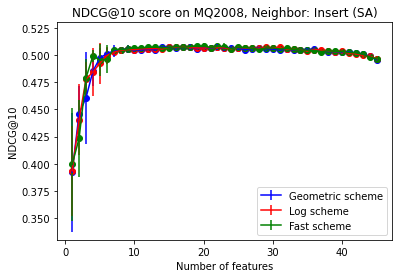 NDCG@10 score on MQ2008, Neighbor: Insert (SA)
0.525
0.500
0.475
0.450
0.425
0.400
0.375
0.350
NDCG@10
Geometric scheme
Log scheme
Fast scheme
0 10 20 30 40
Number of features